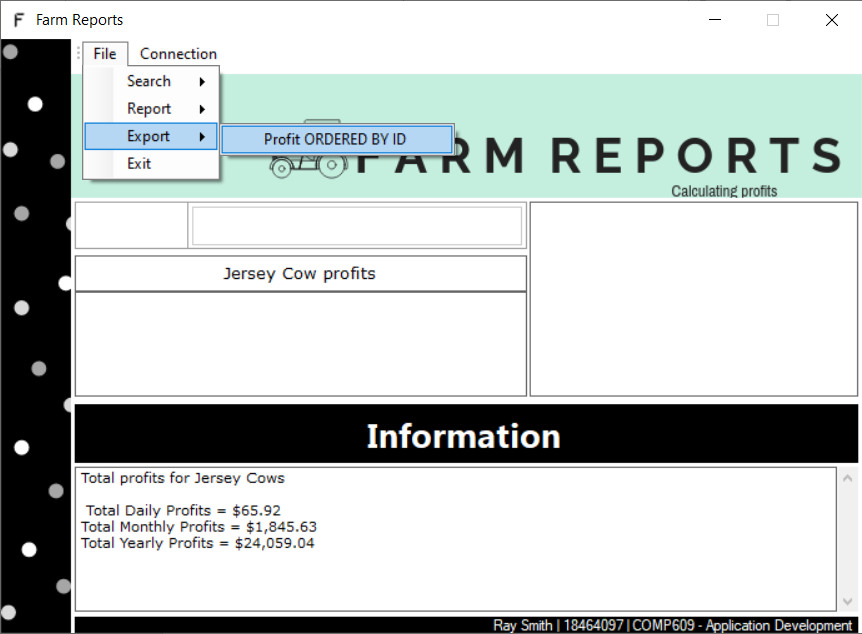 F Farm Reports
File Connection
Search
Report
Export
Profit ORDERED BY ID
Exit
FARM REPORTS
Calculating profits
Jersey Cow profits
Information
Total profits for Jersey Cows
Total Daily Profits = $65.92
Total Monthly Profits = $1,845.63
Total Yearly Profits = $24,059.04
Ray Smith | 18464097 | COMP609 - Application Development